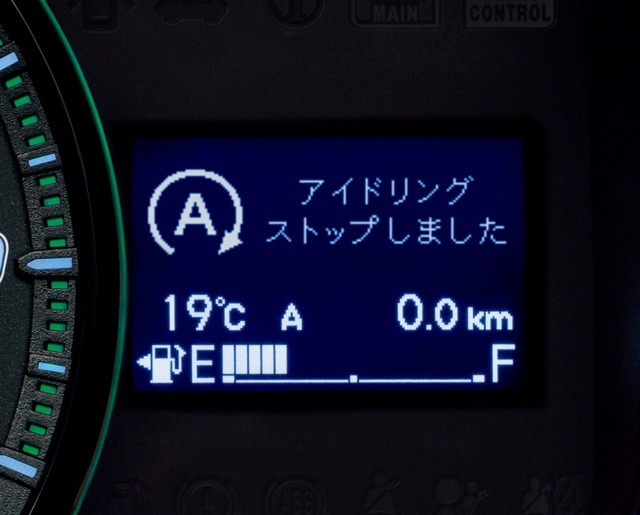 MAIN
CONTROL
A
アイドリング
ストップしました
19℃ A 0.0 km
E F